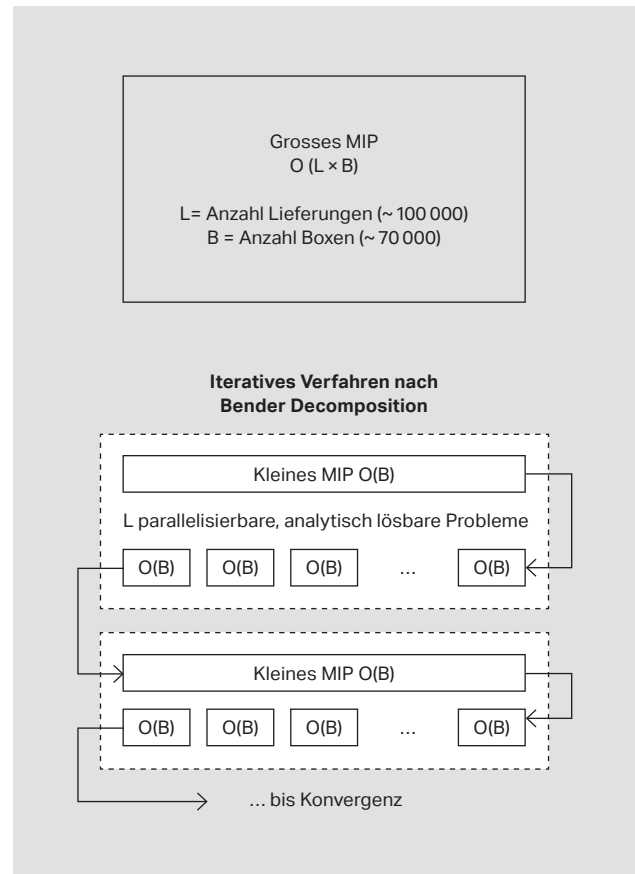 Grosses MIP
O (L × B)
L= Anzahl Lieferungen (~ 100 000)
B = Anzahl Boxen (~ 70 000)
Iteratives Verfahren nach
Bender Decomposition
Kleines MIP O(B)
L parallelisierbare, analytisch lösbare Probleme
O(B) O(B) O(B) ... O(B)
Kleines MIP O(B)
O(B) O(B) O(B) ... O(B)
... bis Konvergenz